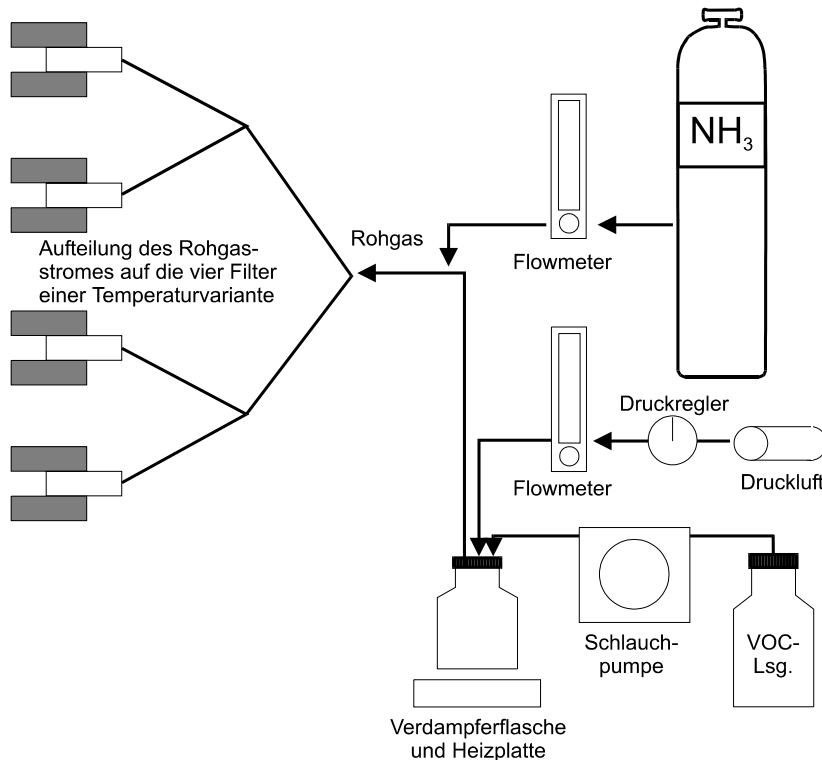 NH3
Rohgas
Flowmeter
Aufteilung des Rohgas-
stromes auf die vier Filter
einer Temperaturvariante
Druckregler
Flowmeter
Druckluft
Schlauch-
pumpe
VOC-
Lsg.
Verdampferflasche
und Heizplatte